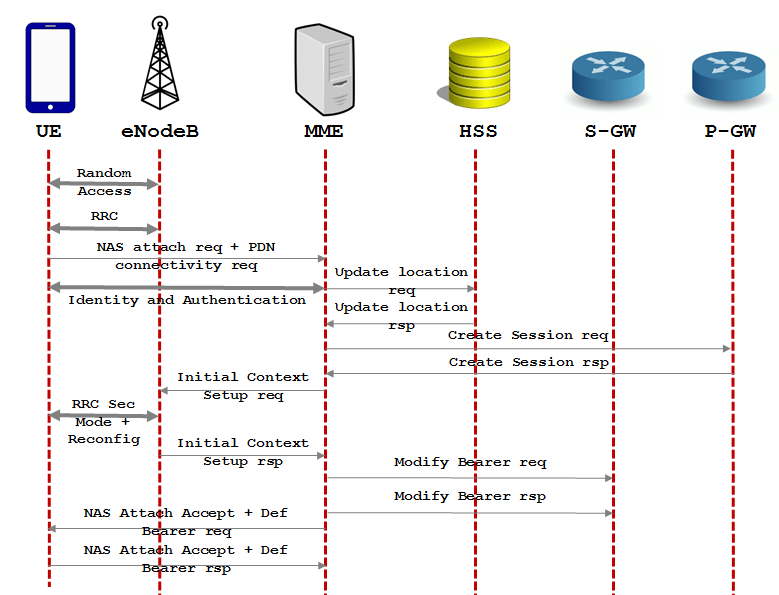 UE
eNodeB
MME
HSS
S-GW
P-GW
Random
Access
RRC
NAS attach req + PDN
connectivity req
Update location
req
Identity and Authentication
Update location
rsp
Create Session req
Create Session rsp
Initial Context
Setup req
RRC Sec
Mode +
Reconfig
Initial Context
Setup rsp
Modify Bearer req
Modify Bearer rsp
NAS Attach Accept + Def
Bearer req
NAS Attach Accept + Def
Bearer rsp